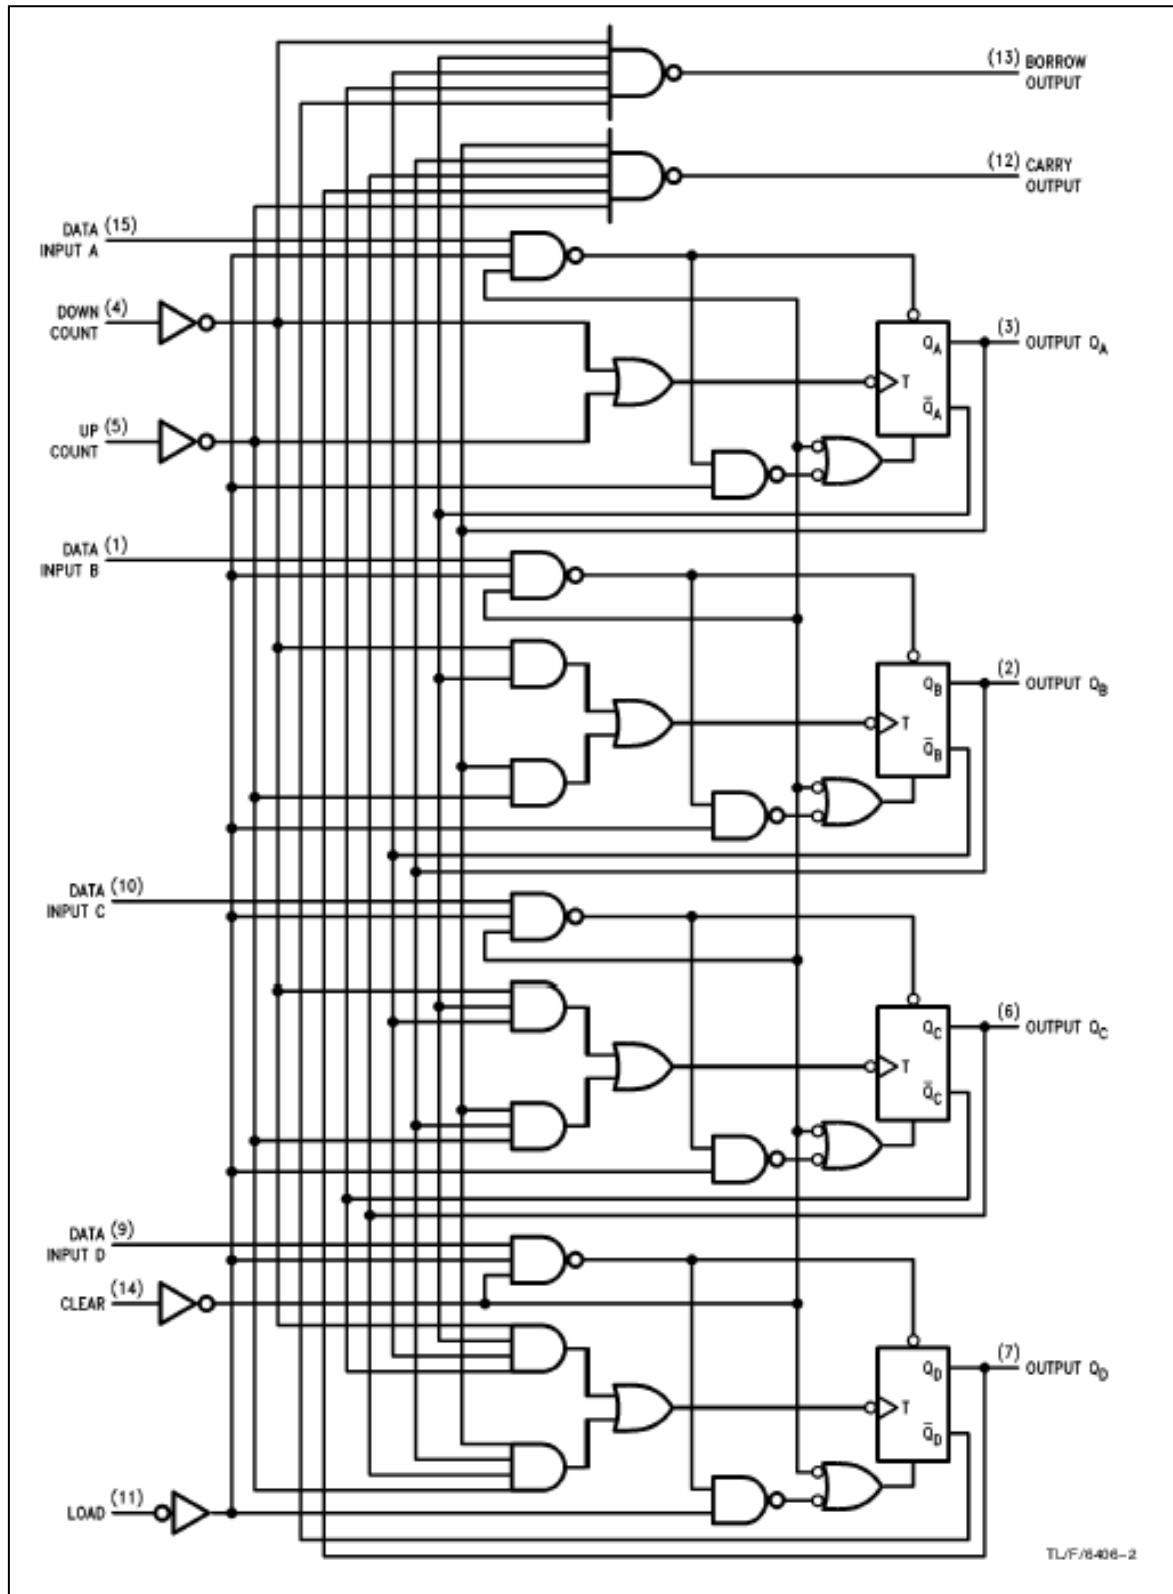 (13) BORROW
OUTPUT
(12) CARRY
OUTPUT
DATA (15)
INPUT A
DOWN (4)
COUNT
(3) OUTPUT QA
QA
T
Q̅A
UP (5)
COUNT
DATA (1)
INPUT B
(2) OUTPUT QB
QB
T
Q̅B
DATA (10)
INPUT C
(6) OUTPUT QC
QC
T
Q̅C
DATA (9)
INPUT D
CLEAR (14)
(7) OUTPUT QD
QD
T
Q̅D
LOAD (11)
TL/F/6406-2